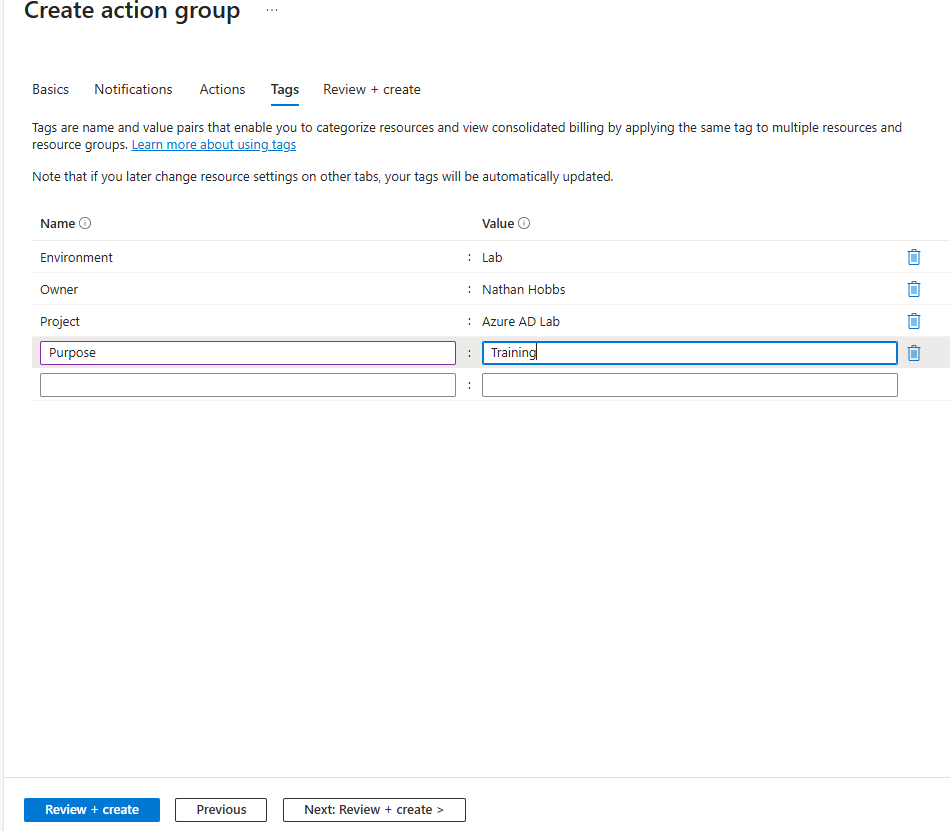 Create action group ...
Basics Notifications Actions Tags Review + create
Tags are name and value pairs that enable you to categorize resources and view consolidated billing by applying the same tag to multiple resources and
resource groups. Learn more about using tags
Note that if you later change resource settings on other tabs, your tags will be automatically updated.
Name Value
Environment : Lab
Owner : Nathan Hobbs
Project : Azure AD Lab
Purpose : Training
:
Review + create Previous Next: Review + create >